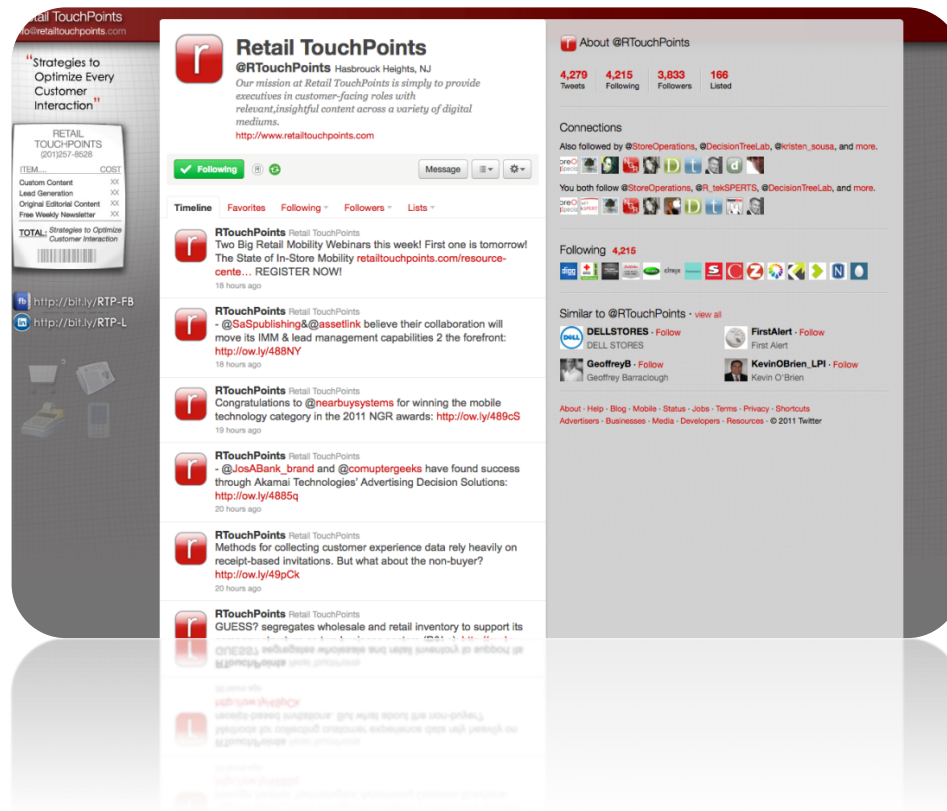 Retail TouchPoints
info@retailtouchpoints.com
"Strategies to
Optimize Every
Customer
Interaction"
RETAIL
TOUCHPOINTS
(201)257-8528
ITEM.... COST
Custom Content XX
Lead Generation XX
Original Editorial Content XX
Free Weekly Newsletter XX
TOTAL: Strategies to Optimize
Customer Interaction
http://bit.ly/RTP-FB
http://bit.ly/RTP-L
Retail TouchPoints
@RTouchPoints Hasbrouck Heights, NJ
Our mission at Retail TouchPoints is simply to provide
executives in customer-facing roles with
relevant,insightful content across a variety of digital
mediums.
http://www.retailtouchpoints.com
Following
Message
Timeline Favorites Following Followers Lists
RTouchPoints Retail TouchPoints
Two Big Retail Mobility Webinars this week! First one is tomorrow!
The State of In-Store Mobility retailtouchpoints.com/resource-
cente... REGISTER NOW!
18 hours ago
RTouchPoints Retail TouchPoints
- @SaSpublishing&@assetlink believe their collaboration will
move its IMM & lead management capabilities 2 the forefront:
http://ow.ly/488NY
18 hours ago
RTouchPoints Retail TouchPoints
Congratulations to @nearbuysystems for winning the mobile
technology category in the 2011 NGR awards: http://ow.ly/489cS
19 hours ago
RTouchPoints Retail TouchPoints
- @JosABank_brand and @comuptergeeks have found success
through Akamai Technologies' Advertising Decision Solutions:
http://ow.ly/4885q
20 hours ago
RTouchPoints Retail TouchPoints
Methods for collecting customer experience data rely heavily on
receipt-based invitations. But what about the non-buyer?
http://ow.ly/49pCk
20 hours ago
RTouchPoints Retail TouchPoints
GUESS? segregates wholesale and retail inventory to support its
About @RTouchPoints
4,279 4,215 3,833 166
Tweets Following Followers Listed
Connections
Also followed by @StoreOperations, @DecisionTreeLab, @kristen_sousa, and more.
You both follow @StoreOperations, @R_tekSPERTS, @DecisionTreeLab, and more.
Following 4,215
digg
Similar to @RTouchPoints · view all
DELLSTORES · Follow
DELL STORES
FirstAlert · Follow
First Alert
GeoffreyB · Follow
Geoffrey Barraclough
KevinOBrien_LPI · Follow
Kevin O'Brien
About · Help · Blog · Mobile · Status · Jobs · Terms · Privacy · Shortcuts
Advertisers · Businesses · Media · Developers · Resources · © 2011 Twitter